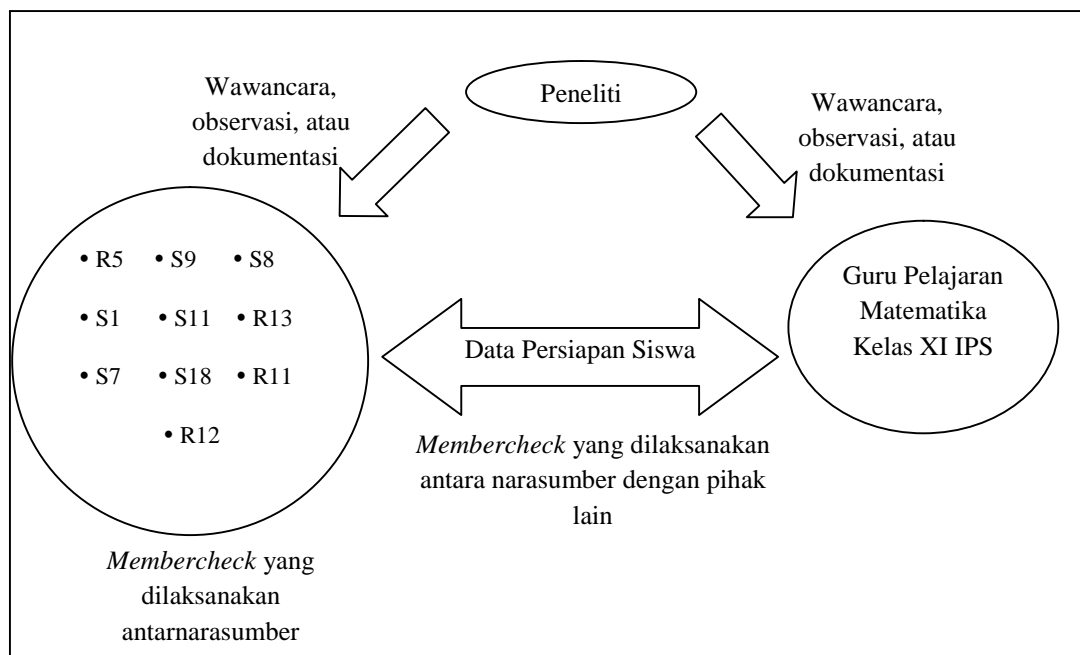 Peneliti
Wawancara,
observasi, atau
dokumentasi
Wawancara,
observasi, atau
dokumentasi
• R5 • S9 • S8
• S1 • S11 • R13
• S7 • S18 • R11
• R12
Data Persiapan Siswa
Guru Pelajaran
Matematika
Kelas XI IPS
Membercheck yang dilaksanakan
antara narasumber dengan pihak
lain
Membercheck yang
dilaksanakan
antarnarasumber